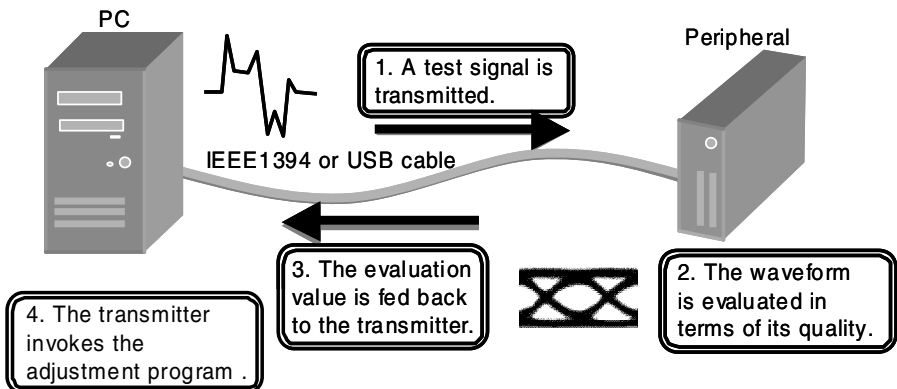 PC
Peripheral
1. A test signal is
transmitted.
IEEE1394 or USB cable
2. The waveform
is evaluated in
terms of its quality.
3. The evaluation
value is fed back
to the transmitter.
4. The transmitter
invokes the
adjustment program .